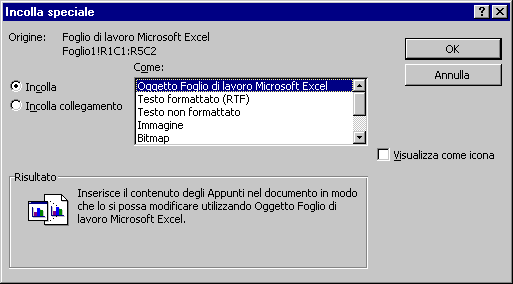 Incolla speciale
Origine: Foglio di lavoro Microsoft Excel
Foglio1!R1C1:R5C2
OK
Annulla
Come:
Incolla
Incolla collegamento
Oggetto Foglio di lavoro Microsoft Excel
Testo formattato (RTF)
Testo non formattato
Immagine
Bitmap
Visualizza come icona
Risultato
Inserisce il contenuto degli Appunti nel documento in modo
che lo si possa modificare utilizzando Oggetto Foglio di
lavoro Microsoft Excel.